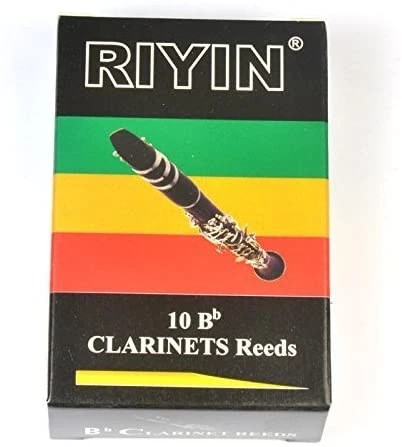 RIYIN®
10 Bb
CLARINETS Reeds
Bb CLARINET REEDS